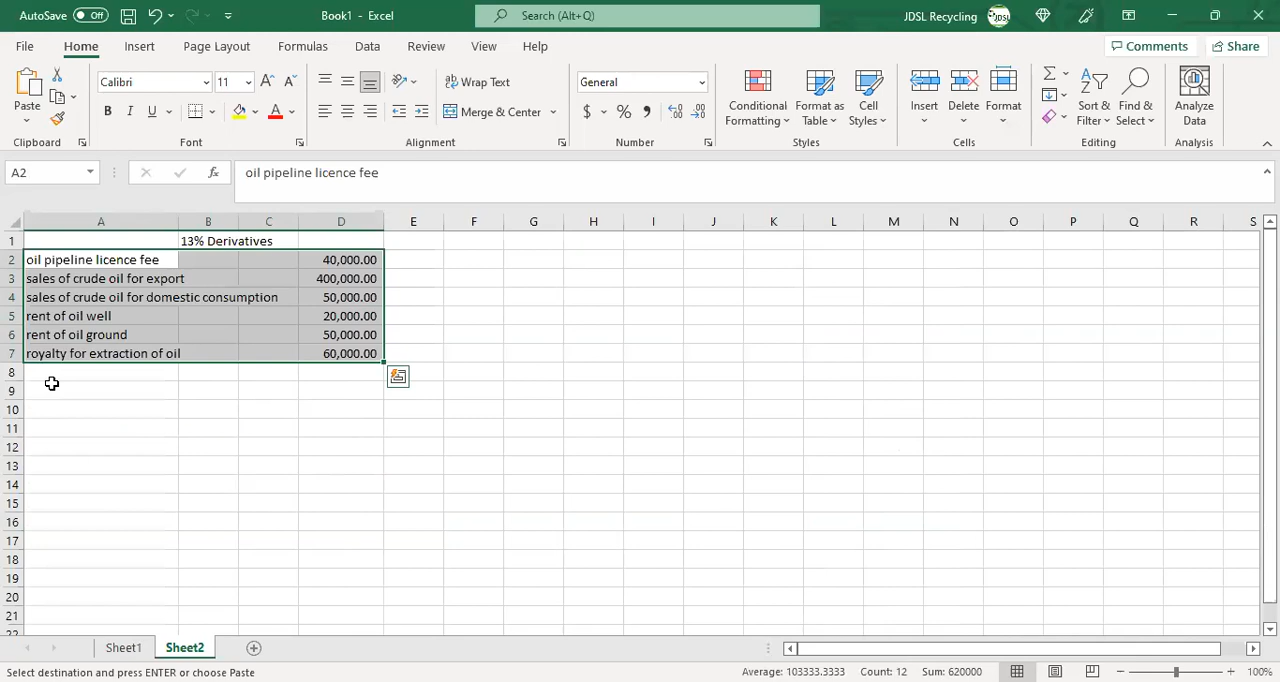 AutoSave Off Book1 - Excel Search (Alt+Q) JDSL Recycling JDSL
File Home Insert Page Layout Formulas Data Review View Help Comments Share
Paste Calibri 11 Wrap Text General Conditional Formatting Format as Table Cell Styles Insert Delete Format Sort & Filter Find & Select Analyze Data
B I U A Merge & Center $ %
Clipboard Font Alignment Number Styles Cells Editing Analysis
A2 fx oil pipeline licence fee
A B C D E F G H I J K L M N O P Q R S
1 13% Derivatives
2 oil pipeline licence fee 40,000.00
3 sales of crude oil for export 400,000.00
4 sales of crude oil for domestic consumption 50,000.00
5 rent of oil well 20,000.00
6 rent of oil ground 50,000.00
7 royalty for extraction of oil 60,000.00
8
9
10
11
12
13
14
15
16
17
18
19
20
21
22
Sheet1 Sheet2
Select destination and press ENTER or choose Paste Average: 103333.3333 Count: 12 Sum: 620000 100%